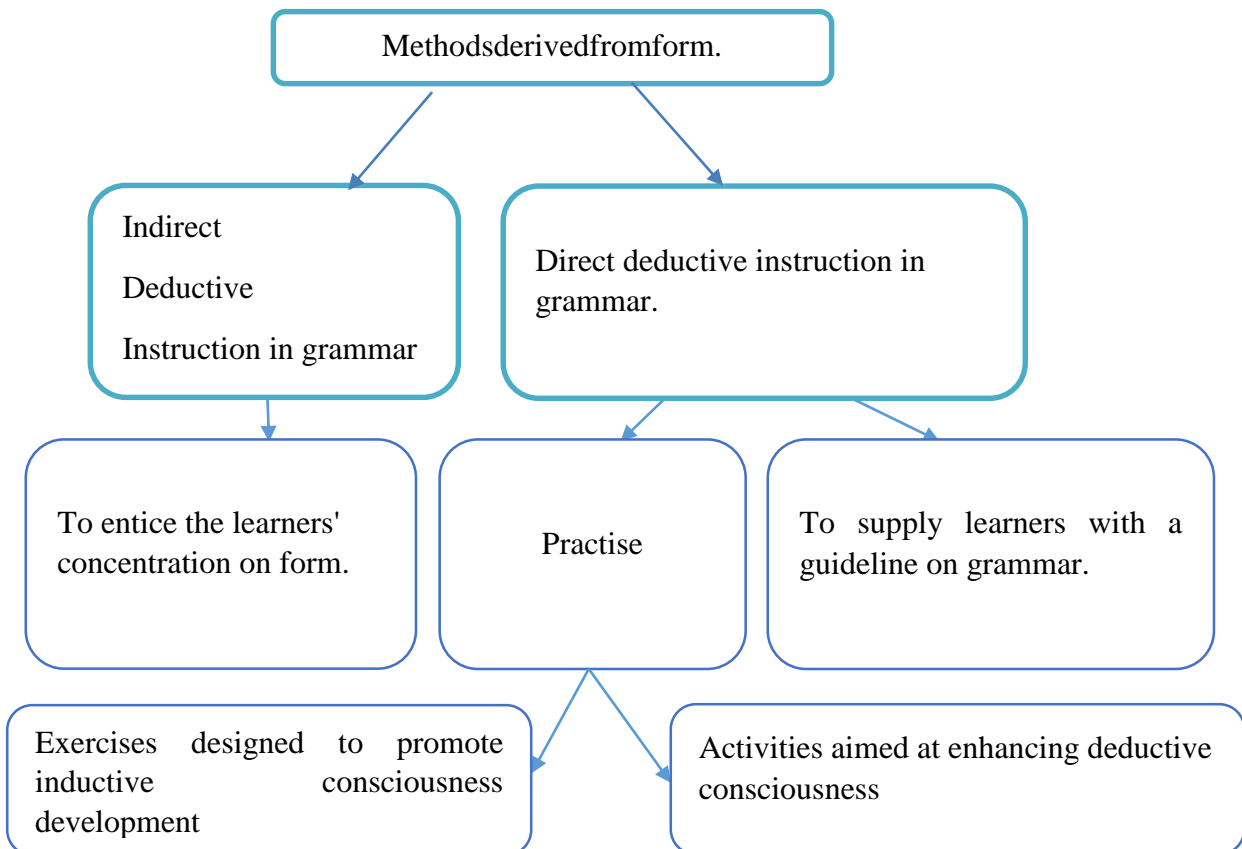 Methodsderivedfromform.
Indirect
Deductive
Instruction in grammar
Direct deductive instruction in
grammar.
To entice the learners'
concentration on form.
Practise
To supply learners with a
guideline on grammar.
Exercises designed to promote
inductive consciousness
development
Activities aimed at enhancing deductive
consciousness